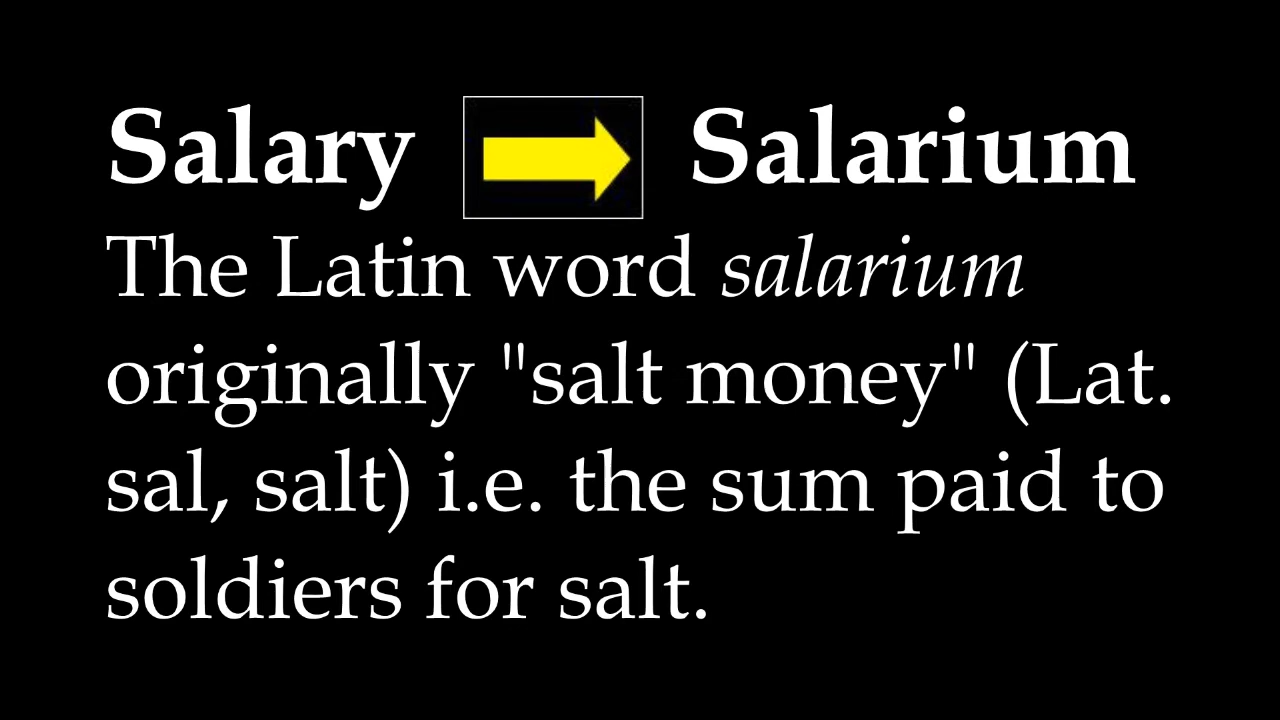 Salary Salarium
The Latin word salarium
originally "salt money" (Lat.
sal, salt) i.e. the sum paid to
soldiers for salt.